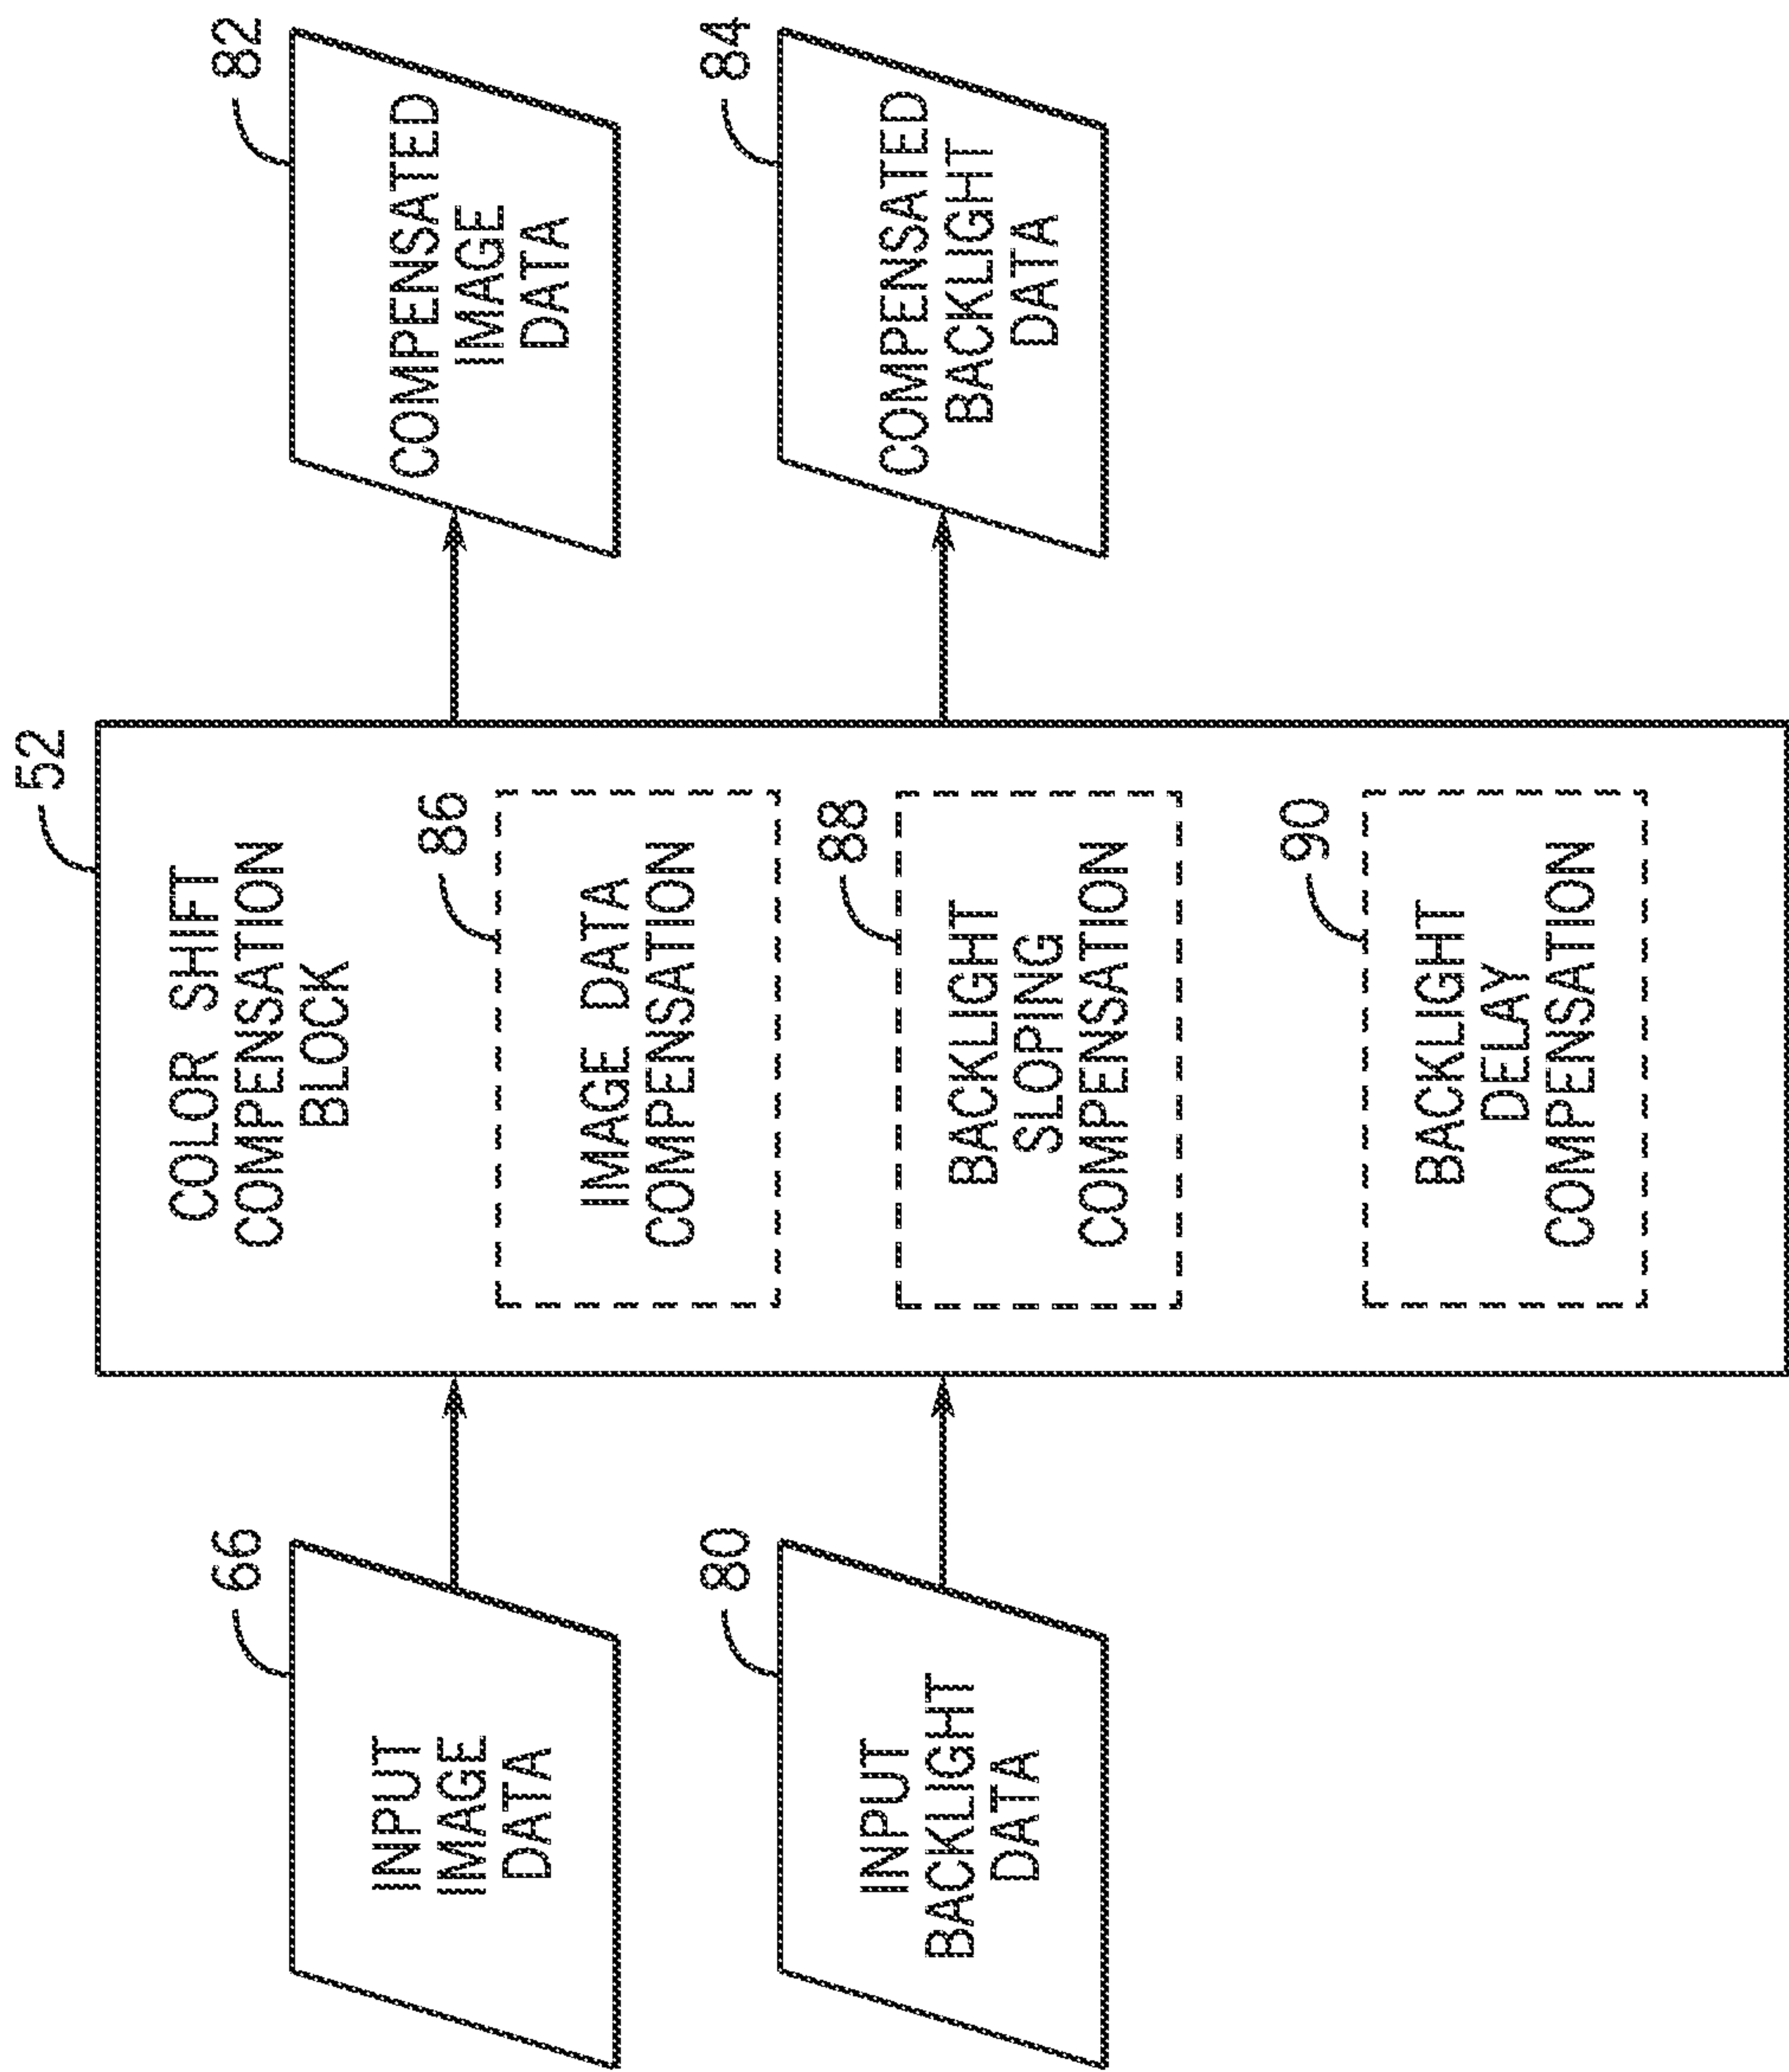 66
INPUT
IMAGE
DATA
80
INPUT
BACKLIGHT
DATA
52
COLOR SHIFT
COMPENSATION
BLOCK
86
IMAGE DATA
COMPENSATION
88
BACKLIGHT
SLOPING
COMPENSATION
90
BACKLIGHT
DELAY
COMPENSATION
82
COMPENSATED
IMAGE
DATA
84
COMPENSATED
BACKLIGHT
DATA